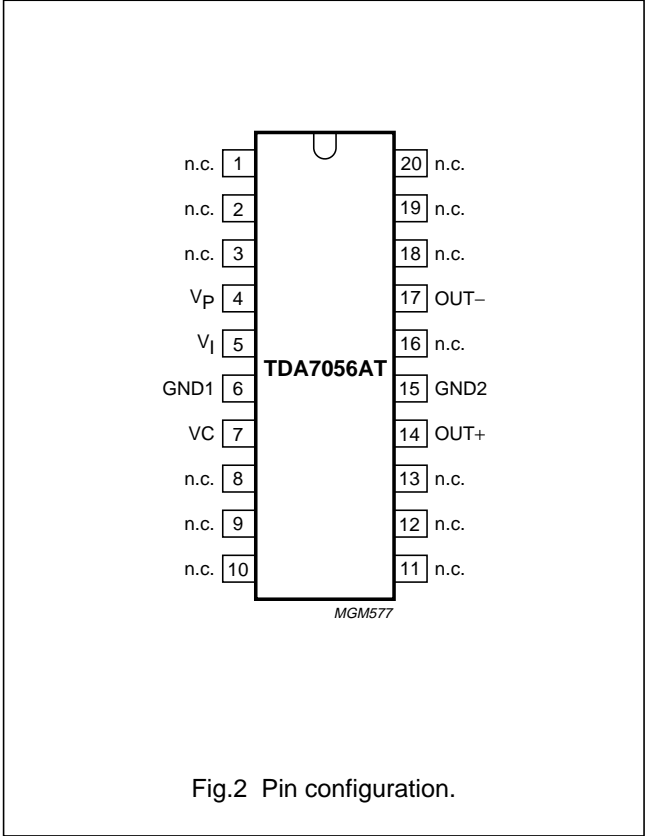 n.c. 1 20 n.c.
n.c. 2 19 n.c.
n.c. 3 18 n.c.
VP 4 17 OUT−
VI 5 16 n.c.
TDA7056AT
GND1 6 15 GND2
VC 7 14 OUT+
n.c. 8 13 n.c.
n.c. 9 12 n.c.
n.c. 10 11 n.c.
MGM577
Fig.2 Pin configuration.